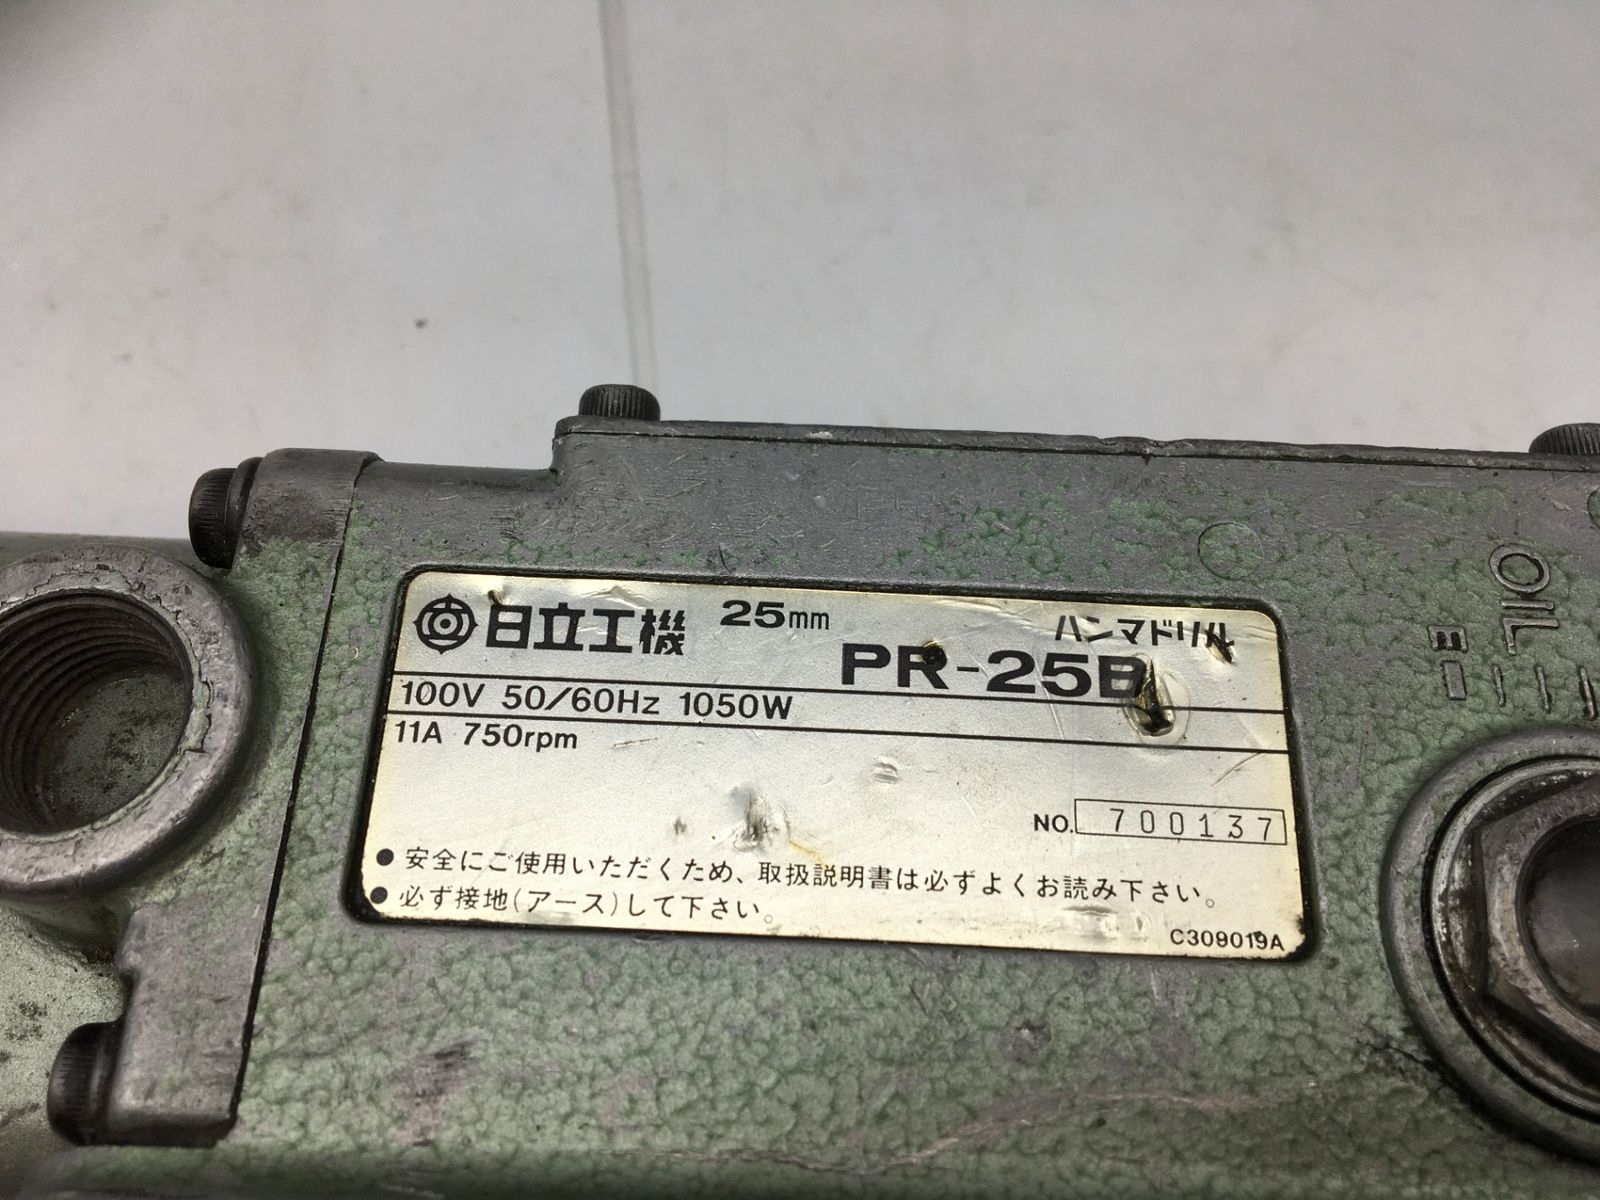 日立工機 25mm ハンマドリル
PR-25B
100V 50/60Hz 1050W
11A 750rpm
NO. 700137
● 安全にご使用いただくため、取扱説明書は必ずよくお読み下さい。
● 必ず接地(アース)して下さい。
C309019A
OIL
E